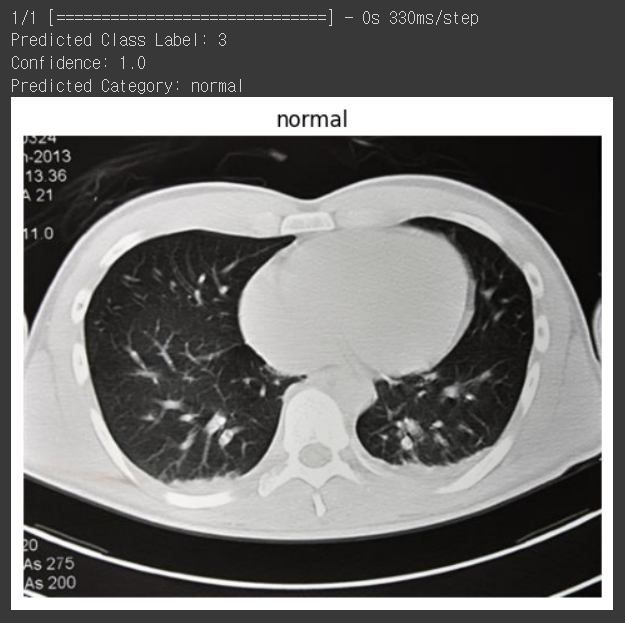 1/1 [==============================] - 0s 330ms/step
Predicted Class Label: 3
Confidence: 1.0
Predicted Category: normal
normal
0324
n-2013
13.36
A 21
11.0
20
As 275
As 200